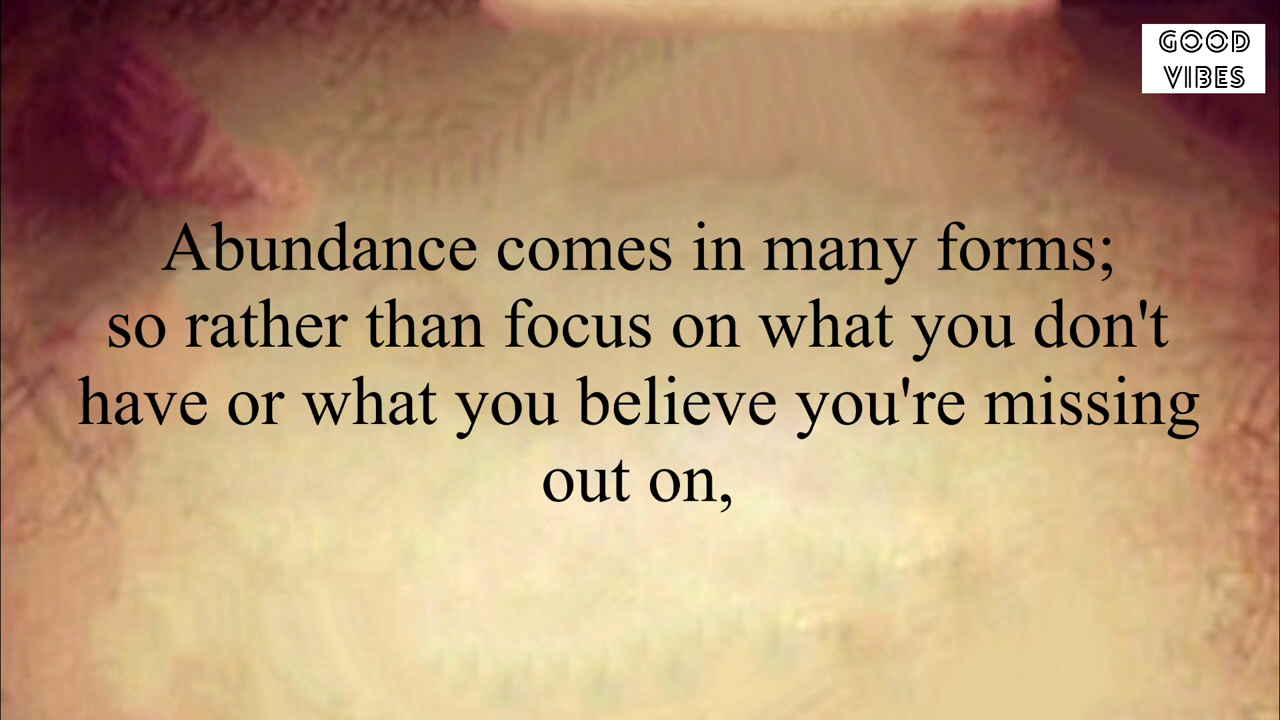 GOOD
VIBES
Abundance comes in many forms;
so rather than focus on what you don't
have or what you believe you're missing
out on,